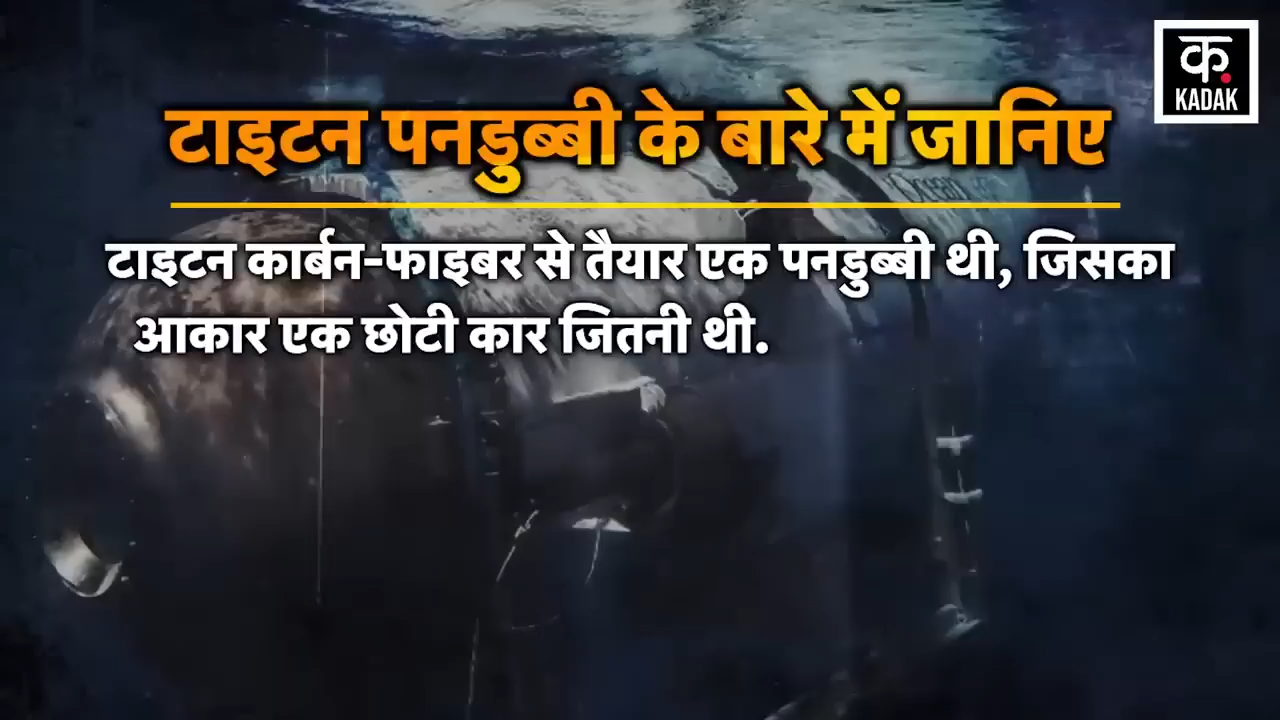 क.
KADAK
टाइटन पनडुब्बी के बारे में जानिए
टाइटन कार्बन-फाइबर से तैयार एक पनडुब्बी थी, जिसका
आकार एक छोटी कार जितनी थी.